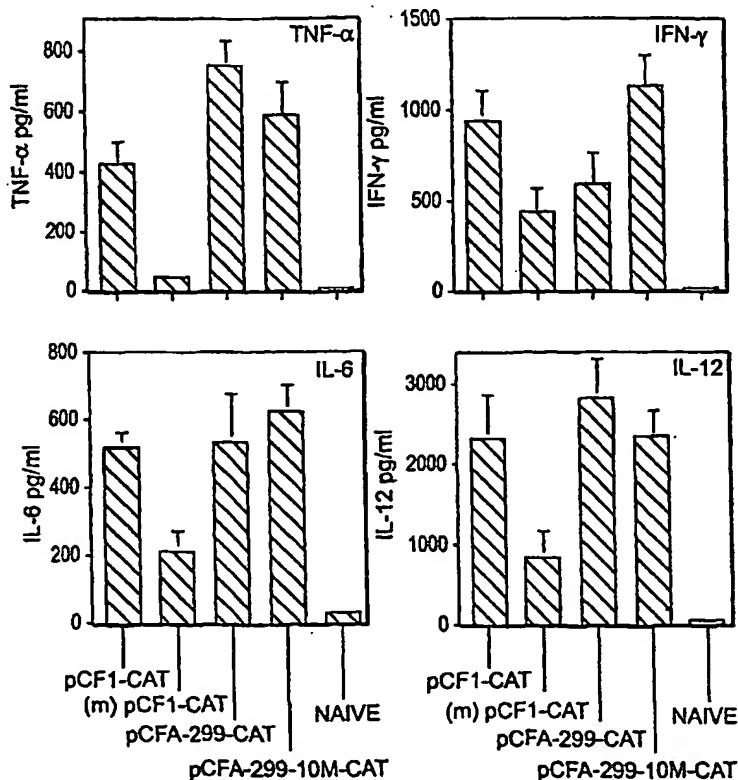 TNF-α
TNF-α pg/ml
800
600
400
200
0
IFN-γ
IFN-γ pg/ml
1500
1000
500
0
IL-6
IL-6 pg/ml
800
600
400
200
0
IL-12
IL-12 pg/ml
3000
2000
1000
0
pCF1-CAT
(m) pCF1-CAT
pCFA-299-CAT
pCFA-299-10M-CAT
NAIVE
pCF1-CAT
(m) pCF1-CAT
pCFA-299-CAT
pCFA-299-10M-CAT
NAIVE